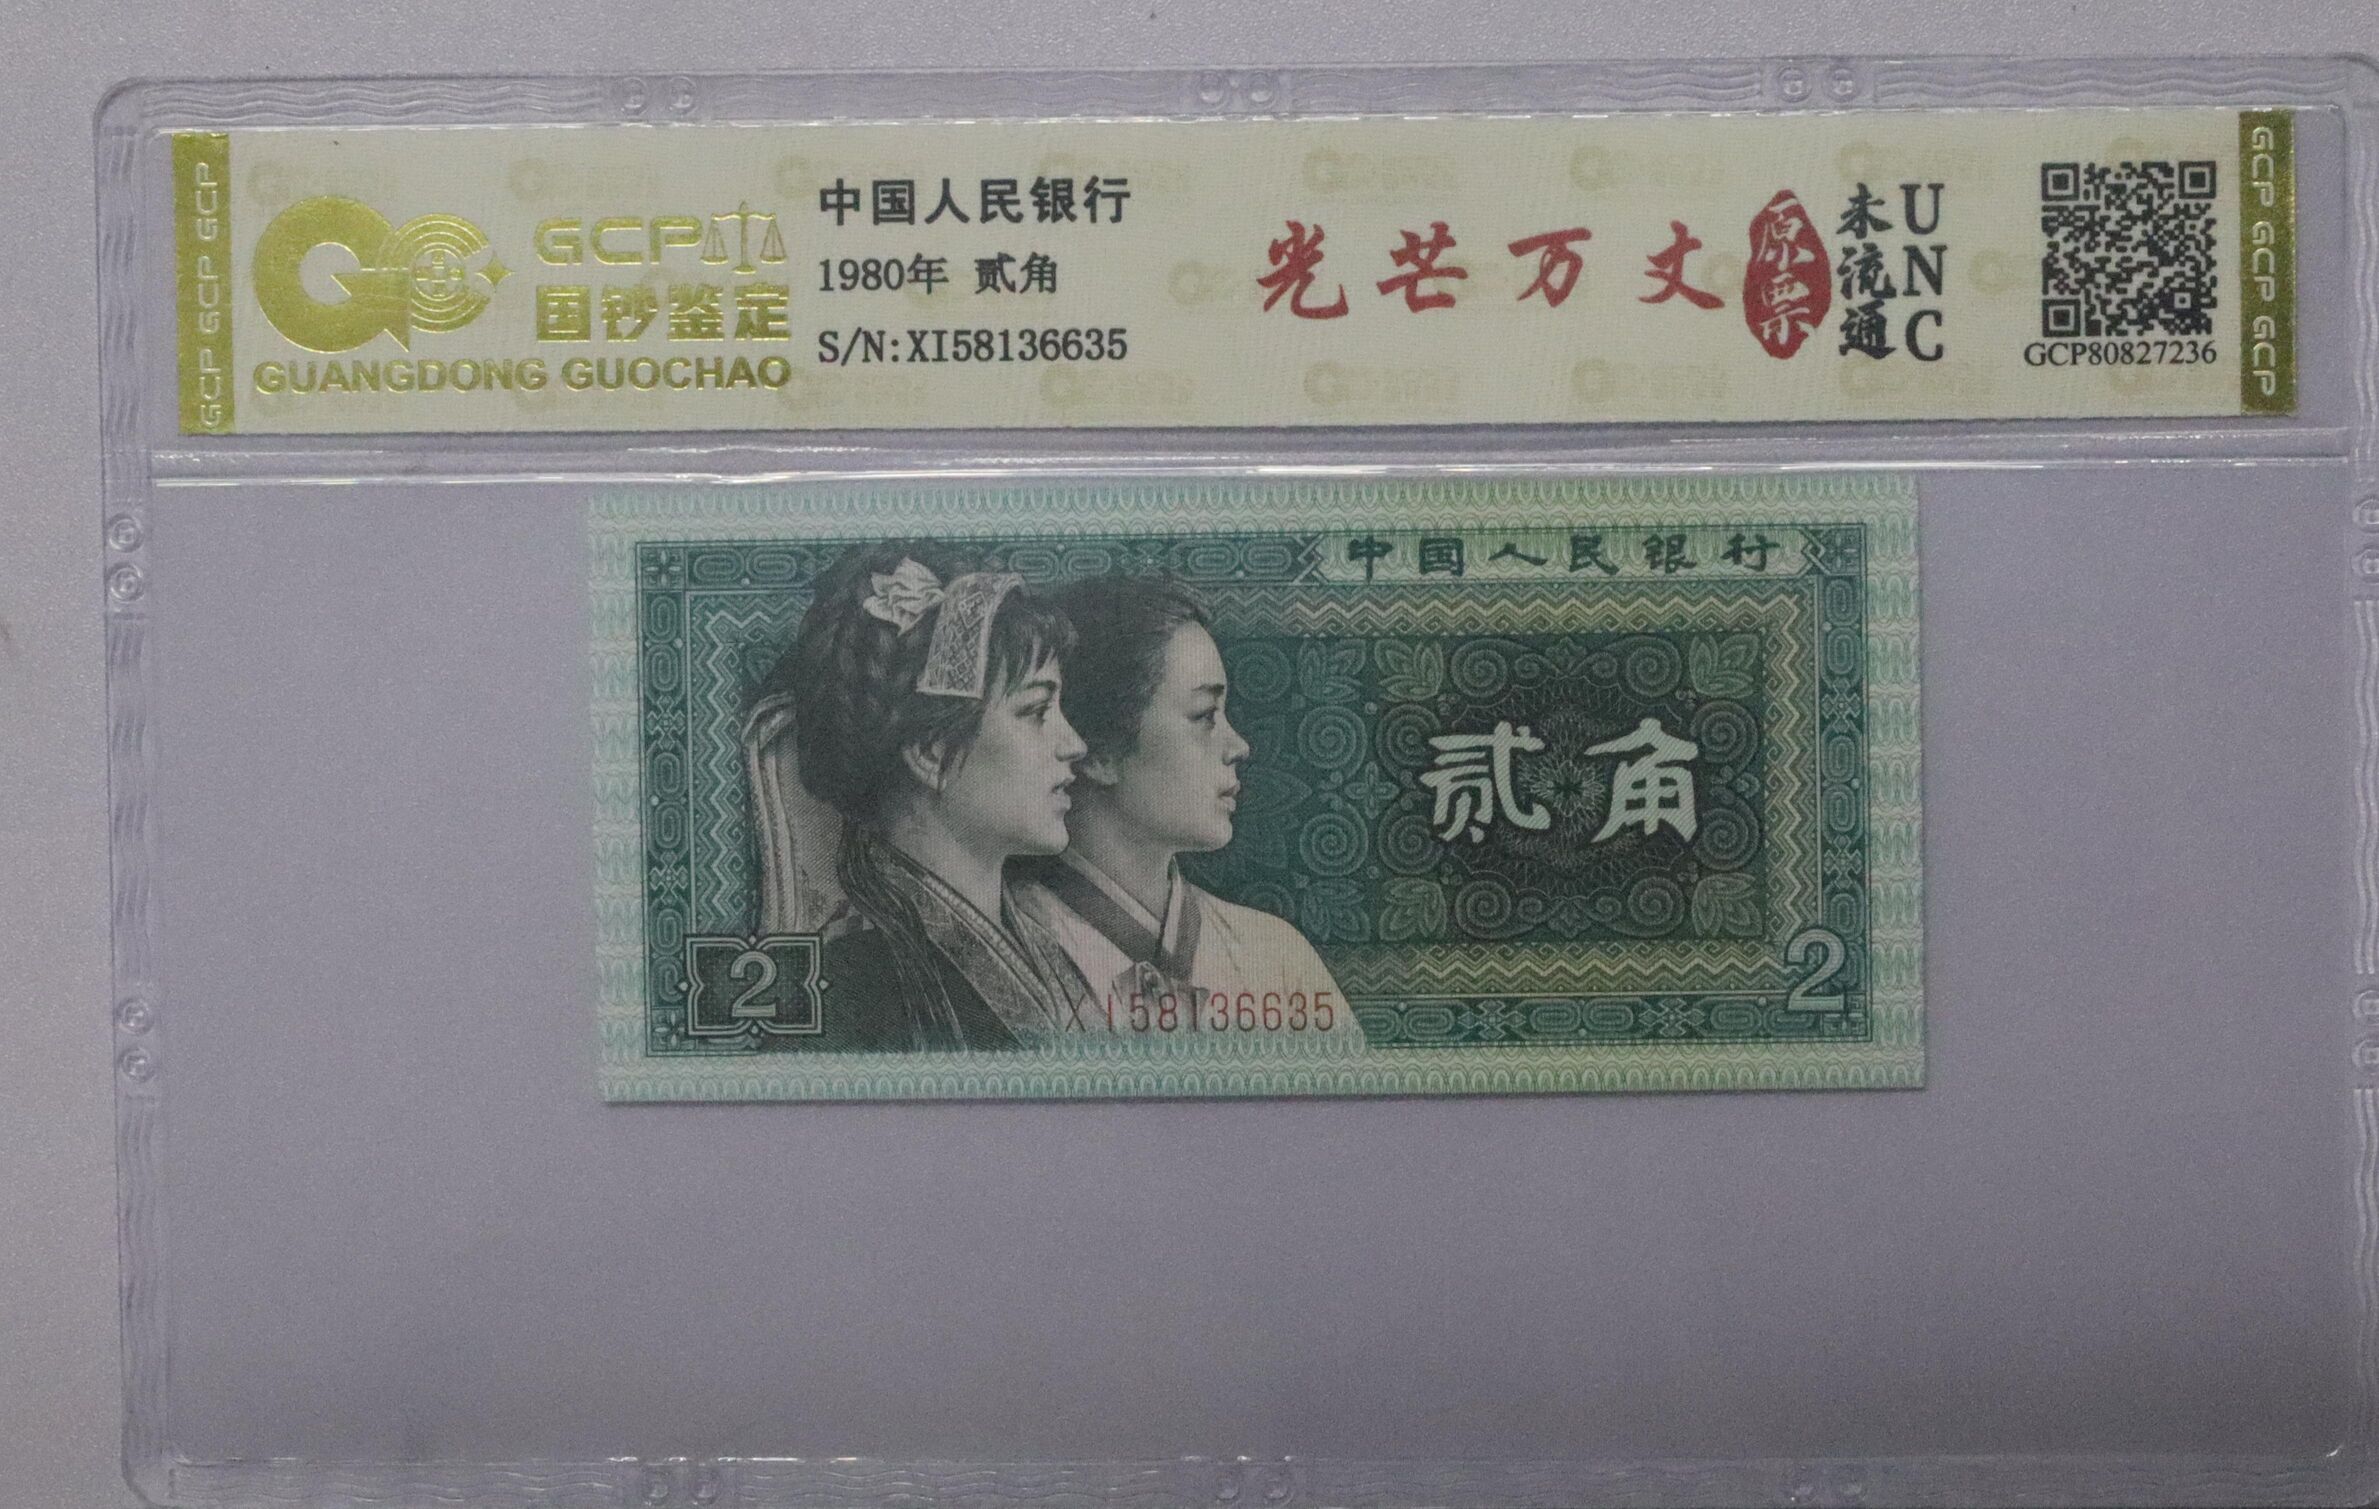 GCP GCP GCP
GCP
国钞鉴定
GUANGDONG GUOCHAO
中国人民银行
1980年 贰角
S/N:XI58136635
光芒万丈
原票
未流通
UNC
GCP80827236
GCP GCP GCP
中国人民银行
贰角
2
XI58136635
2